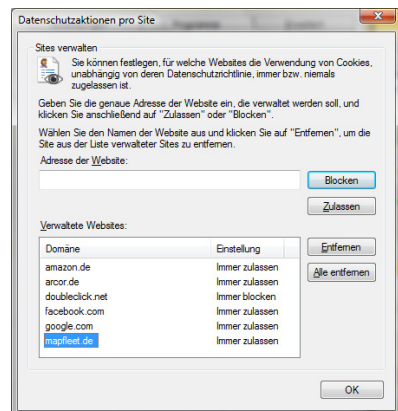 Datenschutzaktionen pro Site
Sites verwalten
Sie können festlegen, für welche Websites die Verwendung von Cookies,
unabhängig von deren Datenschutzrichtlinie, immer bzw. niemals
zugelassen ist.
Geben Sie die genaue Adresse der Website ein, die verwaltet werden soll, und
klicken Sie anschließend auf "Zulassen" oder "Blocken".
Wählen Sie den Namen der Website aus und klicken Sie auf "Entfernen", um die
Site aus der Liste verwalteter Sites zu entfernen.
Adresse der Website:
Blocken
Zulassen
Verwaltete Websites:
Domäne Einstellung Entfernen
amazon.de Immer zulassen Alle entfernen
arcor.de Immer zulassen
doubleclick.net Immer blocken
facebook.com Immer zulassen
google.com Immer zulassen
mapfleet.de Immer zulassen
OK